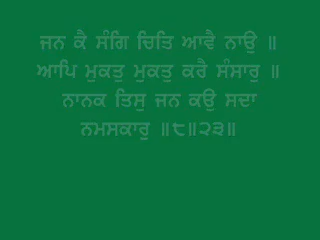 ਜਨ ਕੈ ਸੰਗਿ ਚਿਤਿ ਆਵੈ ਨਾਉ ॥
ਆਪਿ ਮੁਕਤੁ ਮੁਕਤੁ ਕਰੈ ਸੰਸਾਰੁ ॥
ਨਾਨਕ ਤਿਸੁ ਜਨ ਕਉ ਸਦਾ
ਨਮਸਕਾਰੁ ॥੮॥੨੩॥